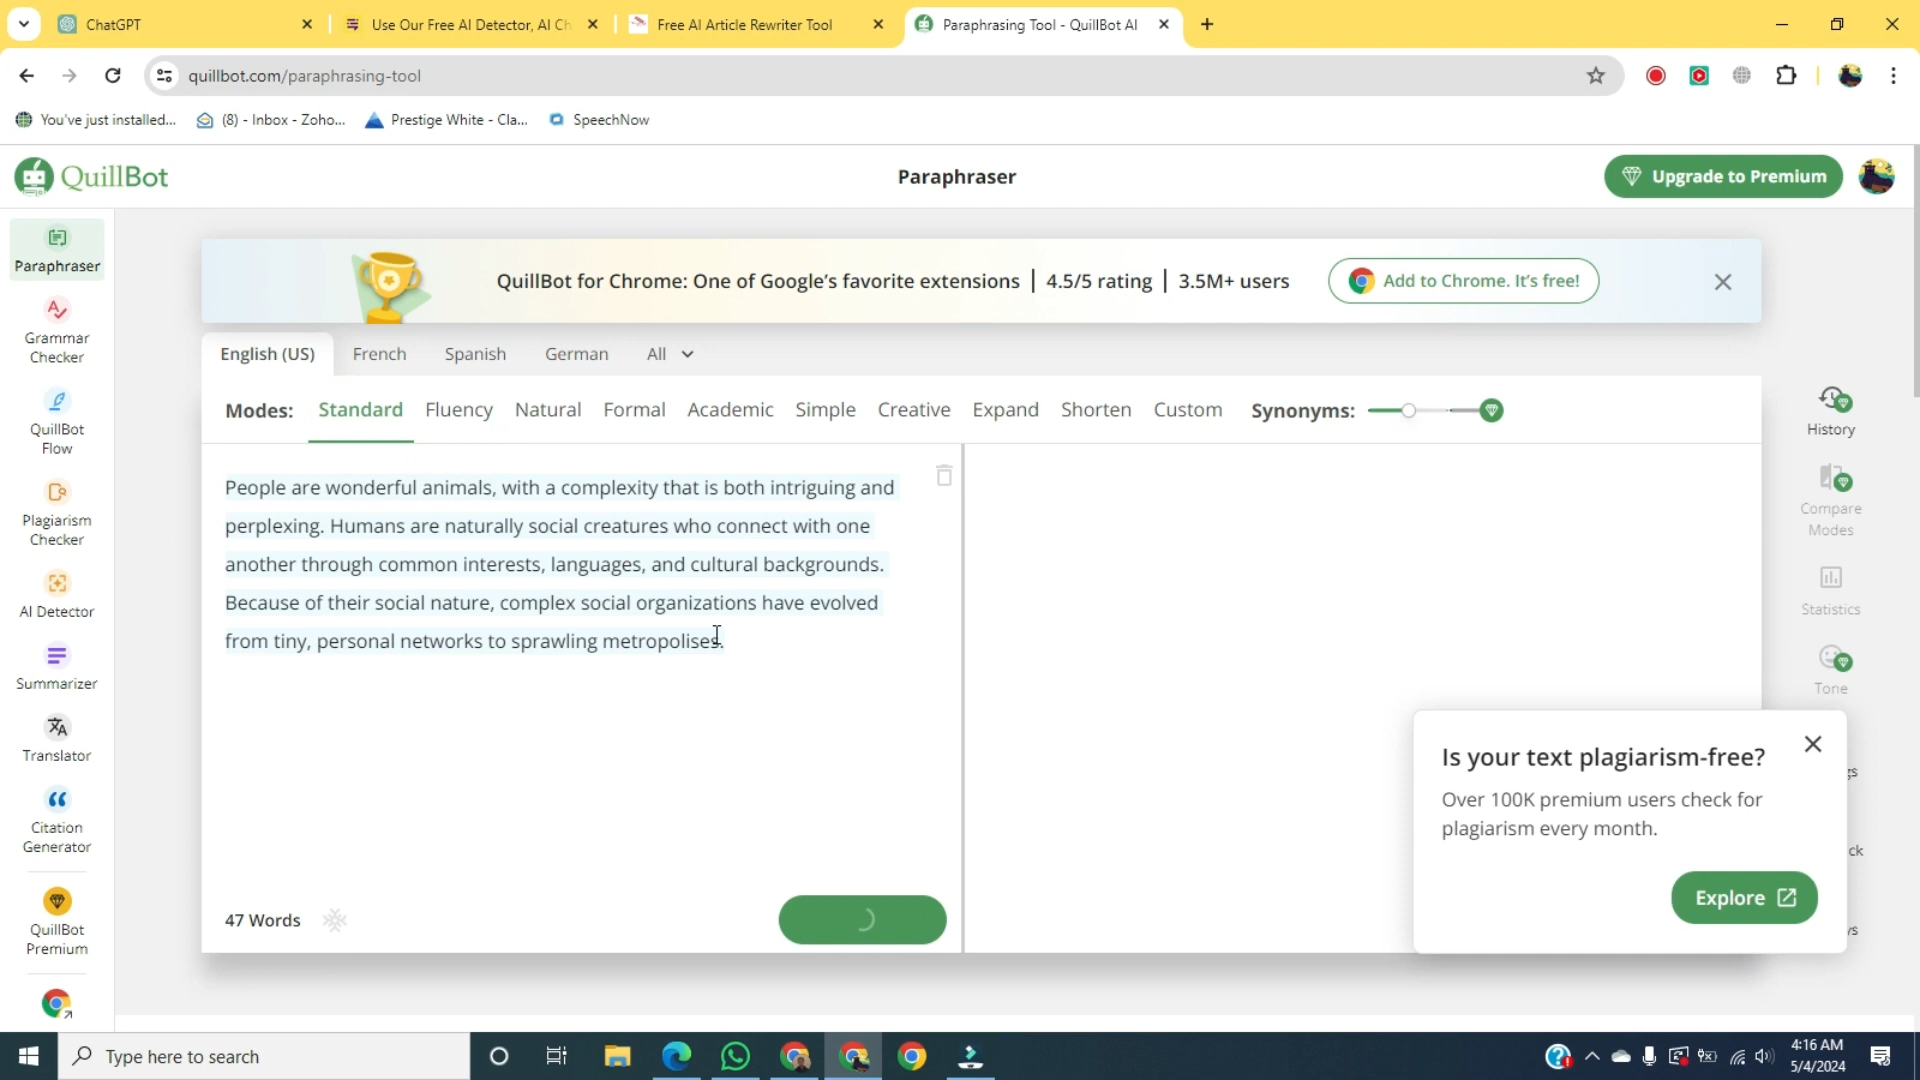 ChatGPT
Use Our Free AI Detector, AI Ch
Free AI Article Rewriter Tool
Paraphrasing Tool - QuillBot AI
quillbot.com/paraphrasing-tool
You've just installed...
(8) - Inbox - Zoho...
Prestige White - Cla...
SpeechNow
QuillBot
Paraphraser
Upgrade to Premium
Paraphraser
Grammar
Checker
QuillBot
Flow
Plagiarism
Checker
AI Detector
Summarizer
Translator
Citation
Generator
QuillBot
Premium
QuillBot for Chrome: One of Google's favorite extensions | 4.5/5 rating | 3.5M+ users
Add to Chrome. It's free!
English (US)
French
Spanish
German
All
Modes:
Standard
Fluency
Natural
Formal
Academic
Simple
Creative
Expand
Shorten
Custom
Synonyms:
People are wonderful animals, with a complexity that is both intriguing and
perplexing. Humans are naturally social creatures who connect with one
another through common interests, languages, and cultural backgrounds.
Because of their social nature, complex social organizations have evolved
from tiny, personal networks to sprawling metropolises.
47 Words
History
Compare
Modes
Statistics
Tone
Is your text plagiarism-free?
Over 100K premium users check for
plagiarism every month.
Explore
gs
ck
ys
Type here to search
4:16 AM
5/4/2024